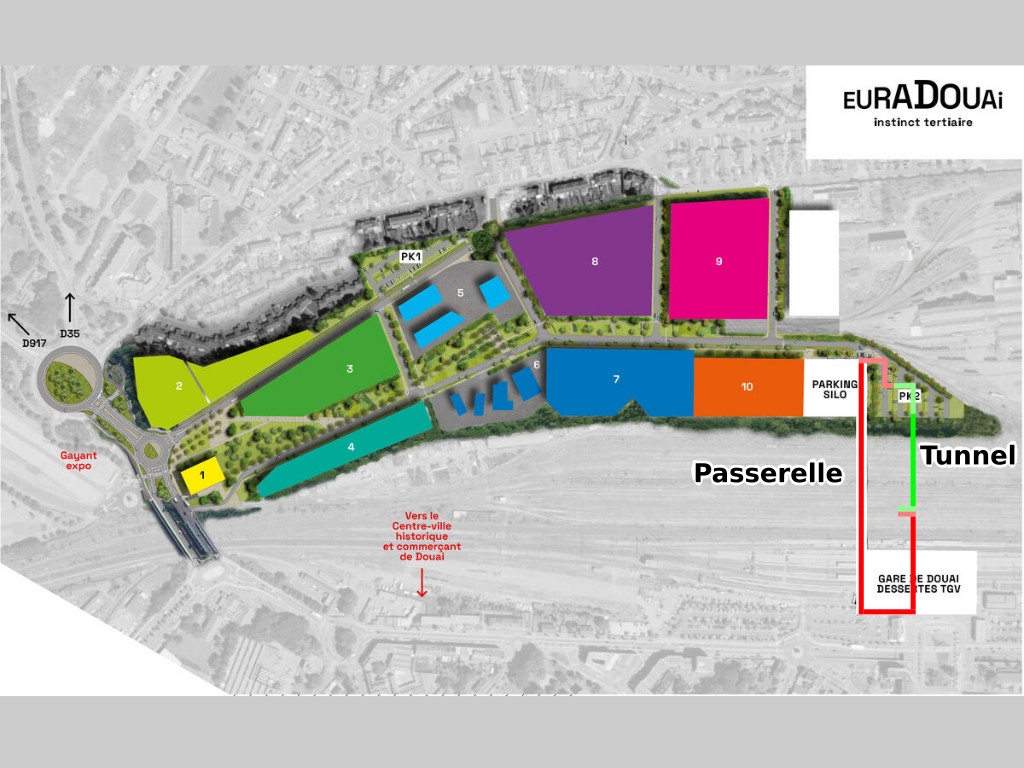 EURADOUAi
instinct tertiaire
8
9
PK1
5
D35
D917
3
2
6
7
10
PARKING
SILO
PK2
4
1
Gayant
expo
Passerelle
Tunnel
Vers le
Centre-ville
historique
et commerçant
de Douai
GARE DE DOUAI
DESSERTES TGV